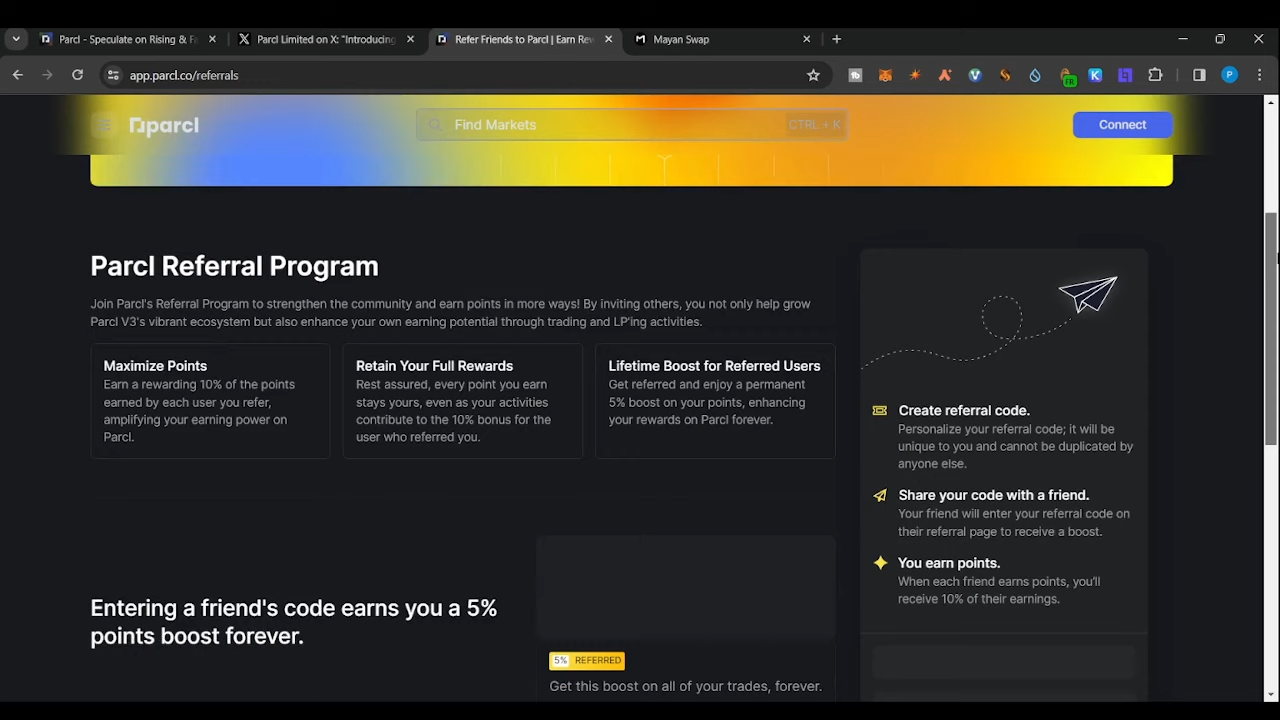 Parcl - Speculate on Rising & Fa
Parcl Limited on X: "Introducing
Refer Friends to Parcl | Earn Rew
Mayan Swap
app.parcl.co/referrals
FR
P
parcl
Find Markets
CTRL + K
Connect
Parcl Referral Program
Join Parcl's Referral Program to strengthen the community and earn points in more ways! By inviting others, you not only help grow
Parcl V3's vibrant ecosystem but also enhance your own earning potential through trading and LP'ing activities.
Maximize Points
Earn a rewarding 10% of the points
earned by each user you refer,
amplifying your earning power on
Parcl.
Retain Your Full Rewards
Rest assured, every point you earn
stays yours, even as your activities
contribute to the 10% bonus for the
user who referred you.
Lifetime Boost for Referred Users
Get referred and enjoy a permanent
5% boost on your points, enhancing
your rewards on Parcl forever.
Create referral code.
Personalize your referral code; it will be
unique to you and cannot be duplicated by
anyone else.
Share your code with a friend.
Your friend will enter your referral code on
their referral page to receive a boost.
You earn points.
When each friend earns points, you'll
receive 10% of their earnings.
Entering a friend's code earns you a 5%
points boost forever.
5% REFERRED
Get this boost on all of your trades, forever.